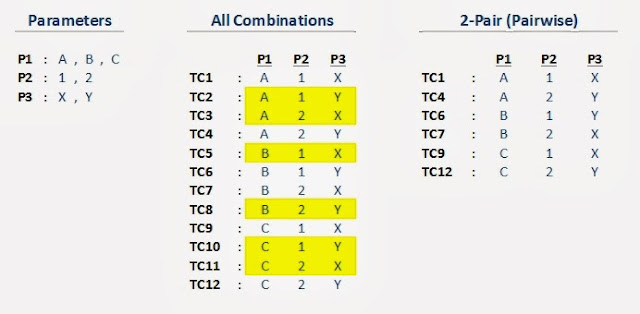 Parameters
P1 : A , B , C
P2 : 1 , 2
P3 : X , Y
All Combinations
P1 P2 P3
TC1 : A 1 X
TC2 : A 1 Y
TC3 : A 2 X
TC4 : A 2 Y
TC5 : B 1 X
TC6 : B 1 Y
TC7 : B 2 X
TC8 : B 2 Y
TC9 : C 1 X
TC10 : C 1 Y
TC11 : C 2 X
TC12 : C 2 Y
2-Pair (Pairwise)
P1 P2 P3
TC1 : A 1 X
TC4 : A 2 Y
TC6 : B 1 Y
TC7 : B 2 X
TC9 : C 1 X
TC12 : C 2 Y